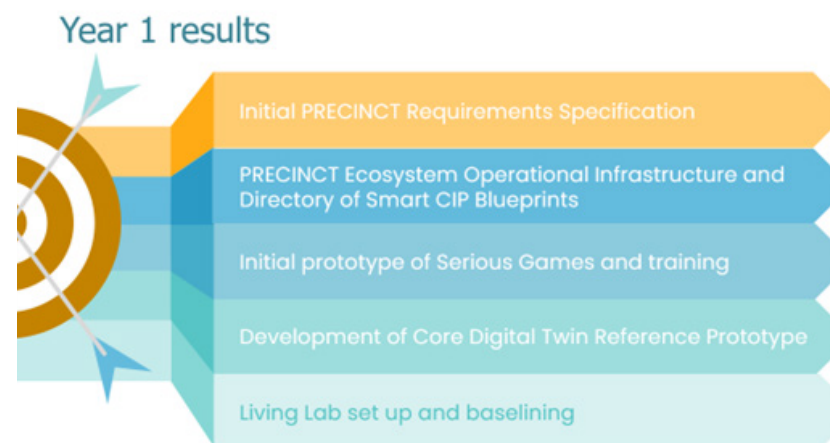 Year 1 results
Initial PRECINCT Requirements Specification
PRECINCT Ecosystem Operational Infrastructure and
Directory of Smart CIP Blueprints
Initial prototype of Serious Games and training
Development of Core Digital Twin Reference Prototype
Living Lab set up and baselining